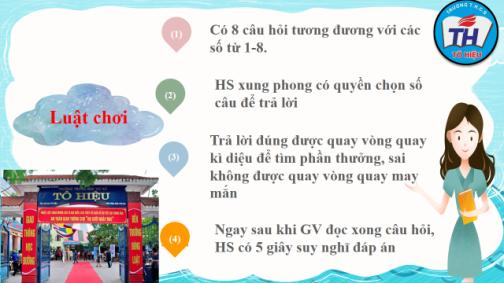 TRƯỜNG T.H.C.S
TH
TÔ HIỆU
(1)
Có 8 câu hỏi tương đương với các
số từ 1-8.
(2)
HS xung phong có quyền chọn số
câu để trả lời
Luật chơi
(3)
Trả lời đúng được quay vòng quay
kì diệu để tìm phần thưởng, sai
không được quay vòng quay may
mắn
TÔ HIỆU
(4)
Ngay sau khi GV đọc xong câu hỏi,
HS có 5 giây suy nghĩ đáp án